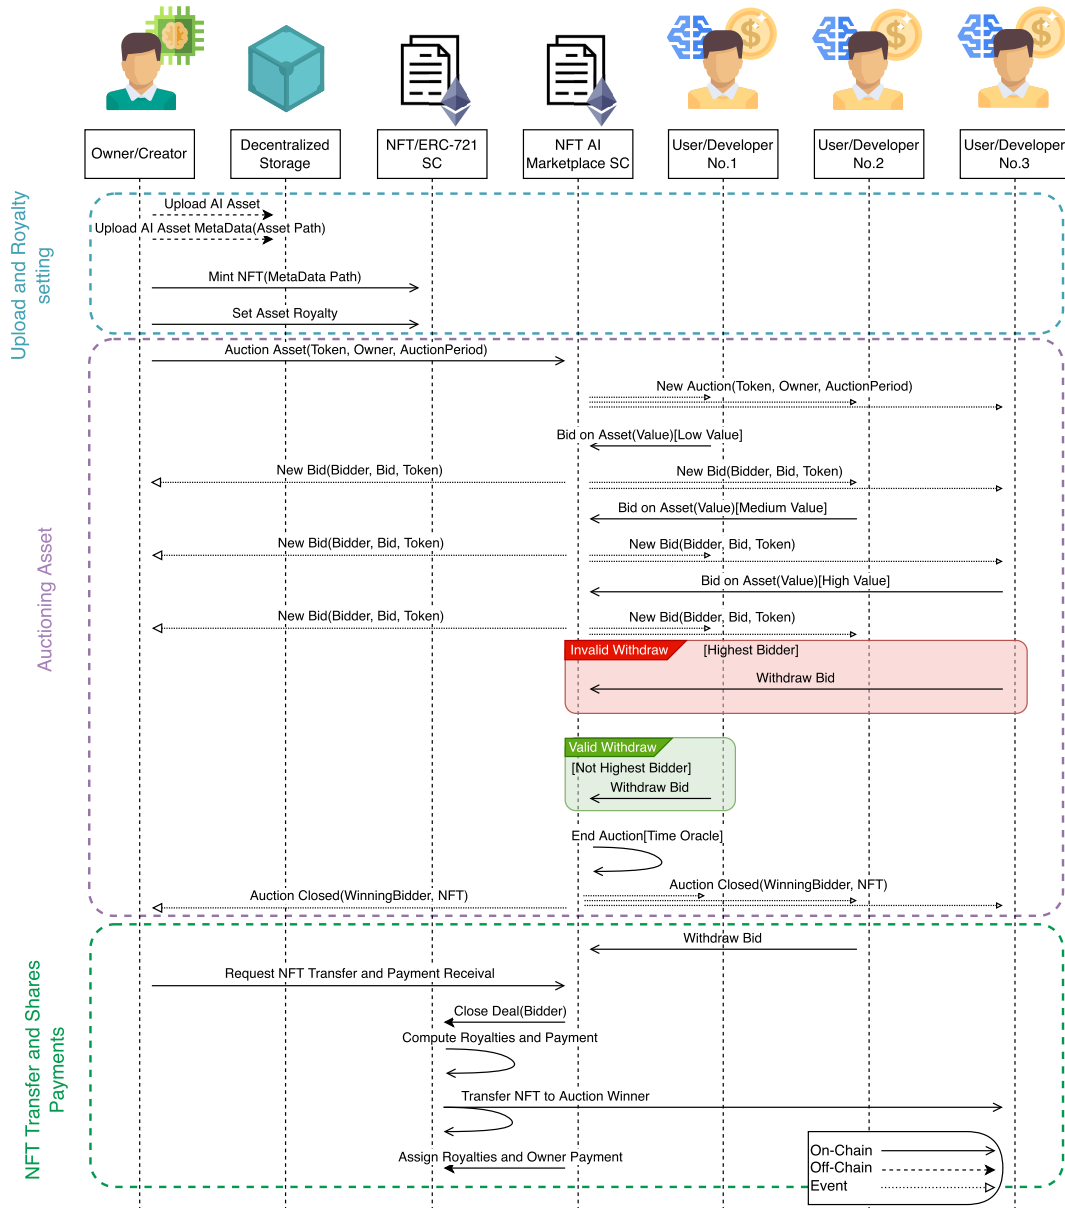 Owner/Creator
Decentralized
Storage
NFT/ERC-721
SC
NFT AI
Marketplace SC
User/Developer
No.1
User/Developer
No.2
User/Developer
No.3
Upload and Royalty
setting
Upload AI Asset
Upload AI Asset MetaData(Asset Path)
Mint NFT(MetaData Path)
Set Asset Royalty
Auctioning Asset
Auction Asset(Token, Owner, AuctionPeriod)
New Auction(Token, Owner, AuctionPeriod)
Bid on Asset(Value)[Low Value]
New Bid(Bidder, Bid, Token)
New Bid(Bidder, Bid, Token)
Bid on Asset(Value)[Medium Value]
New Bid(Bidder, Bid, Token)
New Bid(Bidder, Bid, Token)
Bid on Asset(Value)[High Value]
New Bid(Bidder, Bid, Token)
New Bid(Bidder, Bid, Token)
Invalid Withdraw
[Highest Bidder]
Withdraw Bid
Valid Withdraw
[Not Highest Bidder]
Withdraw Bid
End Auction[Time Oracle]
Auction Closed(WinningBidder, NFT)
Auction Closed(WinningBidder, NFT)
NFT Transfer and Shares
Payments
Withdraw Bid
Request NFT Transfer and Payment Receival
Close Deal(Bidder)
Compute Royalties and Payment
Transfer NFT to Auction Winner
Assign Royalties and Owner Payment
On-Chain
Off-Chain
Event